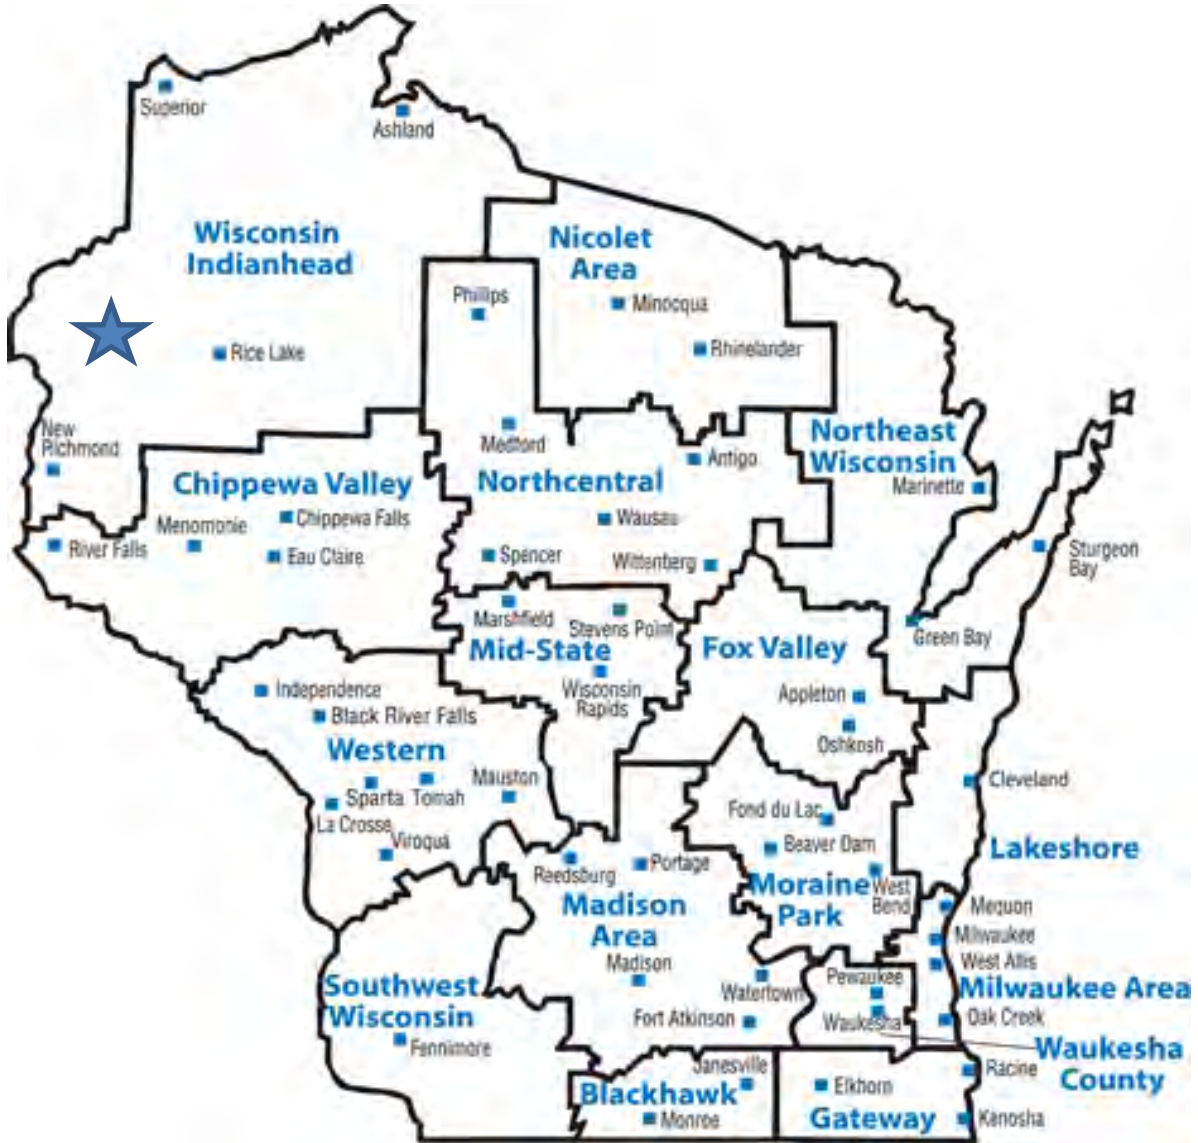 Superior
Ashland
Wisconsin
Indianhead
Nicolet
Area
Phillips
Minocqua
Rice Lake
Rhinelander
New
Richmond
Medford
Antigo
Northeast
Wisconsin
Marinette
Chippewa Valley
Northcentral
Menomonie
Chippewa Falls
Wausau
River Falls
Eau Claire
Spencer
Wittenberg
Sturgeon
Bay
Marshfield
Stevens Point
Green Bay
Mid-State
Fox Valley
Independence
Wisconsin
Rapids
Appleton
Black River Falls
Oshkosh
Western
Mauston
Cleveland
Sparta
Tomah
La Crosse
Viroqua
Fond du Lac
Beaver Dam
Lakeshore
Reedsburg
Portage
Moraine
Park
West
Bend
Madison
Area
Mequon
Milwaukee
West Allis
Madison
Watertown
Pewaukee
Milwaukee Area
Southwest
Wisconsin
Fort Atkinson
Waukesha
Oak Creek
Fennimore
Waukesha
County
Janesville
Racine
Blackhawk
Elkhorn
Monroe
Gateway
Kenosha